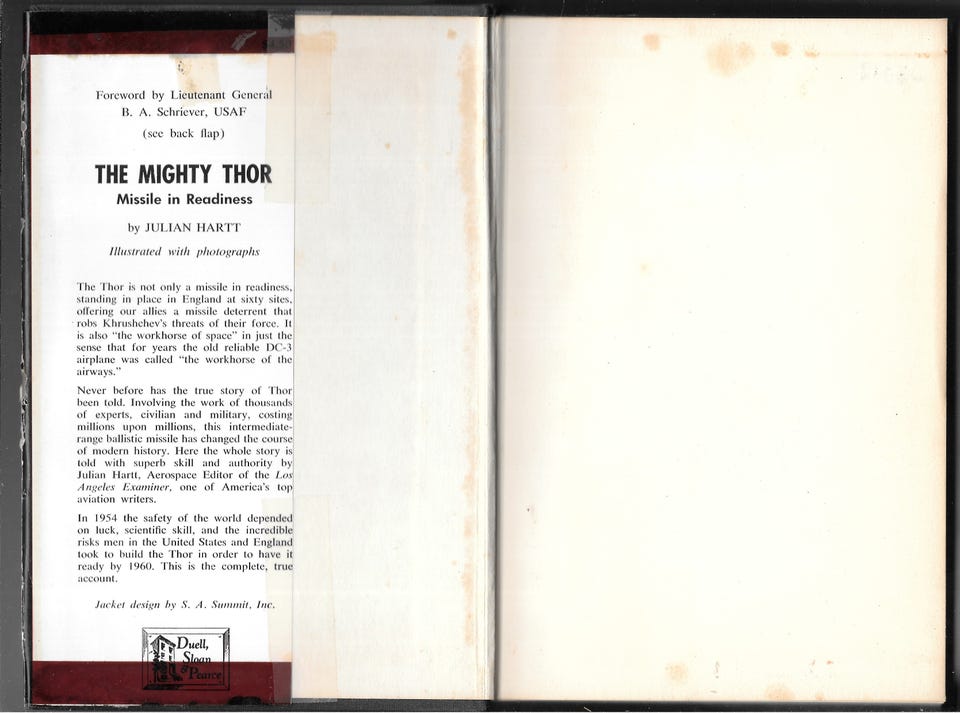 $4.50
Foreword by Lieutenant General
B. A. Schriever, USAF
(see back flap)
THE MIGHTY THOR
Missile in Readiness
by JULIAN HARTT
Illustrated with photographs
The Thor is not only a missile in readiness,
standing in place in England at sixty sites,
offering our allies a missile deterrent that
robs Khrushchev's threats of their force. It
is also "the workhorse of space" in just the
sense that for years the old reliable DC-3
airplane was called "the workhorse of the
airways."
Never before has the true story of Thor
been told. Involving the work of thousands
of experts, civilian and military, costing
millions upon millions, this intermediate-
range ballistic missile has changed the course
of modern history. Here the whole story is
told with superb skill and authority by
Julian Hartt, Aerospace Editor of the Los
Angeles Examiner, one of America's top
aviation writers.
In 1954 the safety of the world depended
on luck, scientific skill, and the incredible
risks men in the United States and England
took to build the Thor in order to have it
ready by 1960. This is the complete, true
account.
Jacket design by S. A. Summit, Inc.
Duell,
Sloan
& Pearce